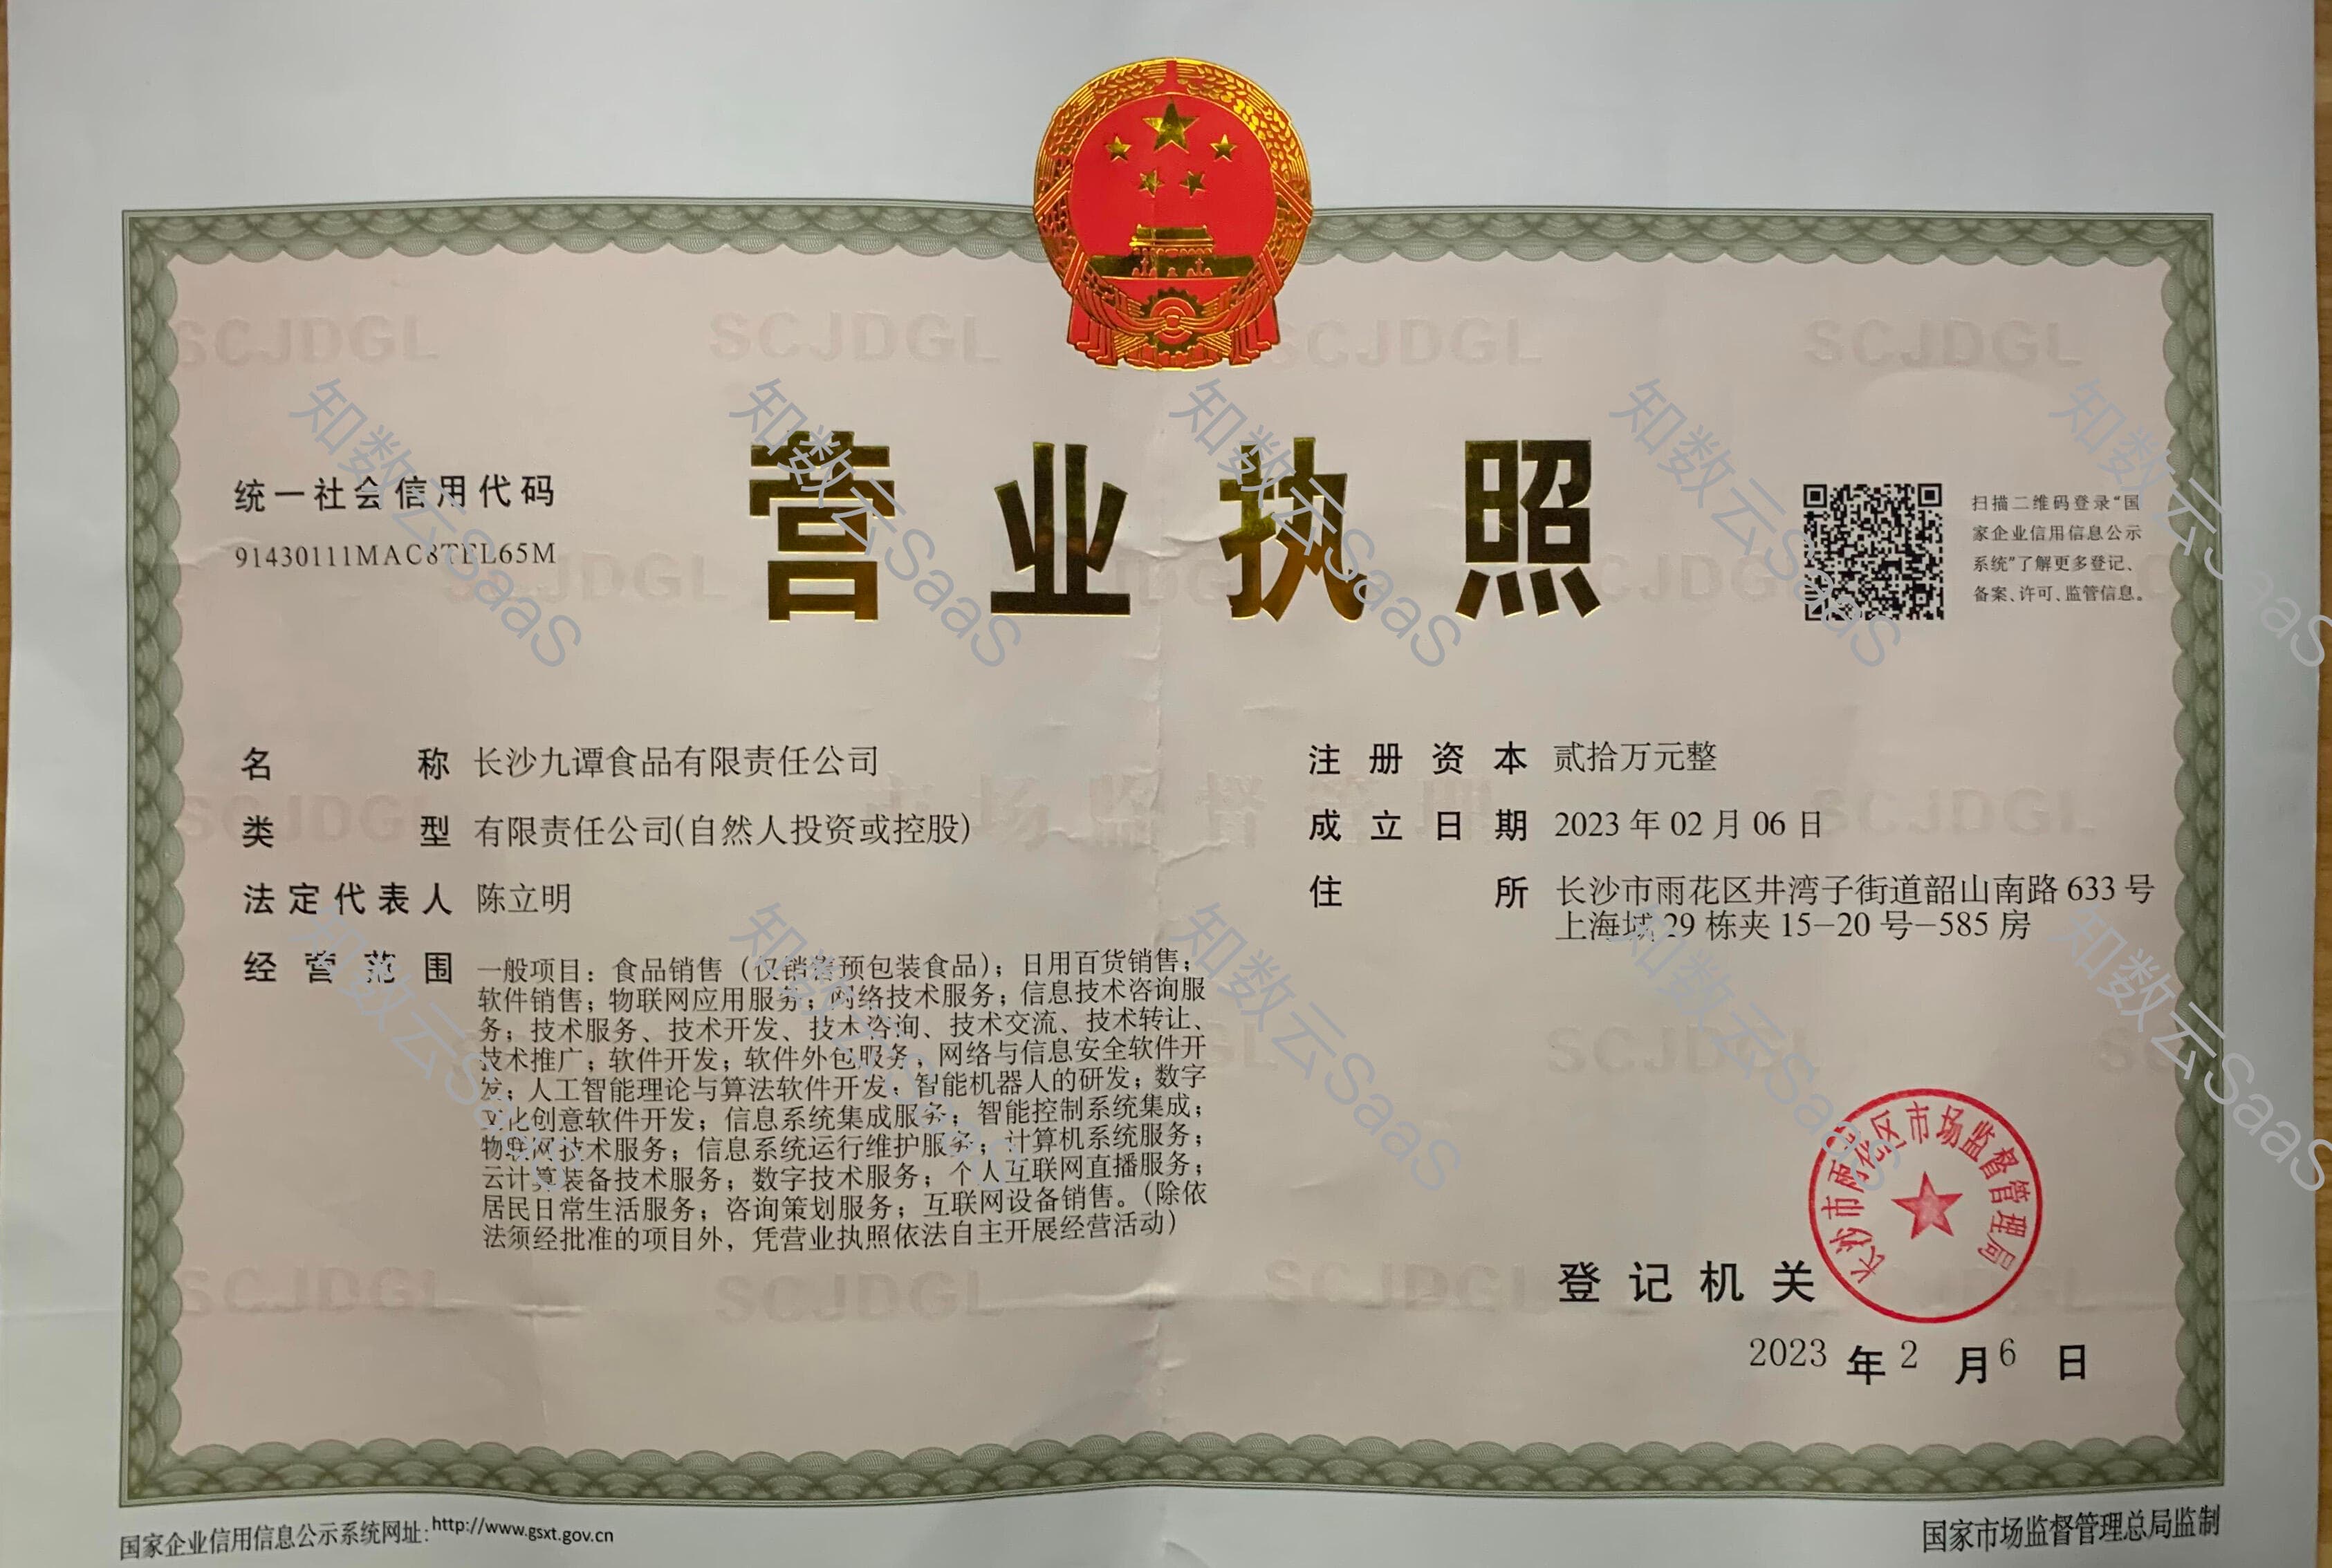 营业执照
统一社会信用代码
91430111MAC8TEL65M
扫描二维码登录“国
家企业信用信息公示
系统”了解更多登记、
备案、许可、监管信息。
名称 长沙九谭食品有限责任公司
类型 有限责任公司(自然人投资或控股)
法定代表人 陈立明
经营范围 一般项目：食品销售（仅销售预包装食品）；日用百货销售；
软件销售；物联网应用服务；网络技术服务；信息技术咨询服
务；技术服务、技术开发、技术咨询、技术交流、技术转让、
技术推广；软件开发；软件外包服务；网络与信息安全软件开
发；人工智能理论与算法软件开发；智能机器人的研发；数字
文化创意软件开发；信息系统集成服务；智能控制系统集成；
物联网技术服务；信息系统运行维护服务；计算机系统服务；
云计算装备技术服务；数字技术服务；个人互联网直播服务；
居民日常生活服务；咨询策划服务；互联网设备销售。（除依
法须经批准的项目外，凭营业执照依法自主开展经营活动）
注册资本 贰拾万元整
成立日期 2023年02月06日
住所 长沙市雨花区井湾子街道韶山南路633号
上海城29栋夹15-20号-585房
登记机关
长沙市雨花区市场监督管理局
2023年2月6日
国家企业信用信息公示系统网址：http://www.gsxt.gov.cn
国家市场监督管理总局监制
SCJDGL
市场监督管理
知数云SaaS